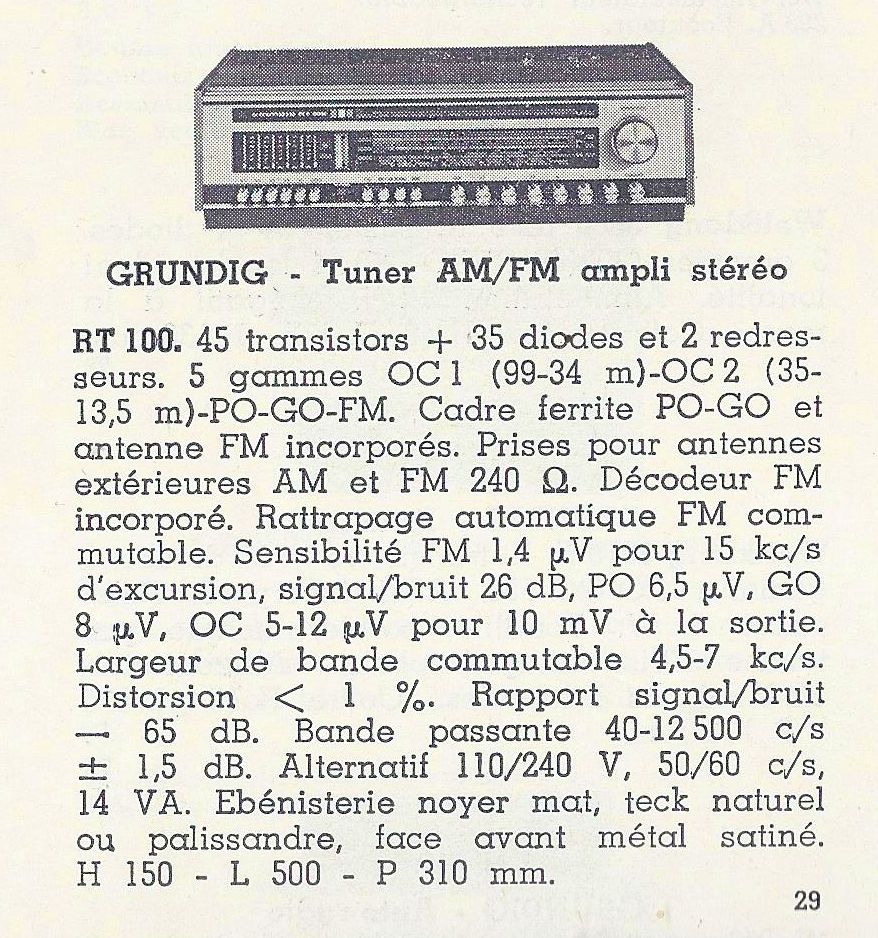 GRUNDIG - Tuner AM/FM ampli stéréo
RT 100. 45 transistors + 35 diodes et 2 redres-
seurs. 5 gammes OC 1 (99-34 m)-OC 2 (35-
13,5 m)-PO-GO-FM. Cadre ferrite PO-GO et
antenne FM incorporés. Prises pour antennes
extérieures AM et FM 240 Ω. Décodeur FM
incorporé. Rattrapage automatique FM com-
mutable. Sensibilité FM 1,4 µV pour 15 kc/s
d'excursion, signal/bruit 26 dB, PO 6,5 µV, GO
8 µV, OC 5-12 µV pour 10 mV à la sortie.
Largeur de bande commutable 4,5-7 kc/s.
Distorsion < 1 %. Rapport signal/bruit
— 65 dB. Bande passante 40-12 500 c/s
± 1,5 dB. Alternatif 110/240 V, 50/60 c/s,
14 VA. Ebénisterie noyer mat, teck naturel
ou palissandre, face avant métal satiné.
H 150 - L 500 - P 310 mm.
29